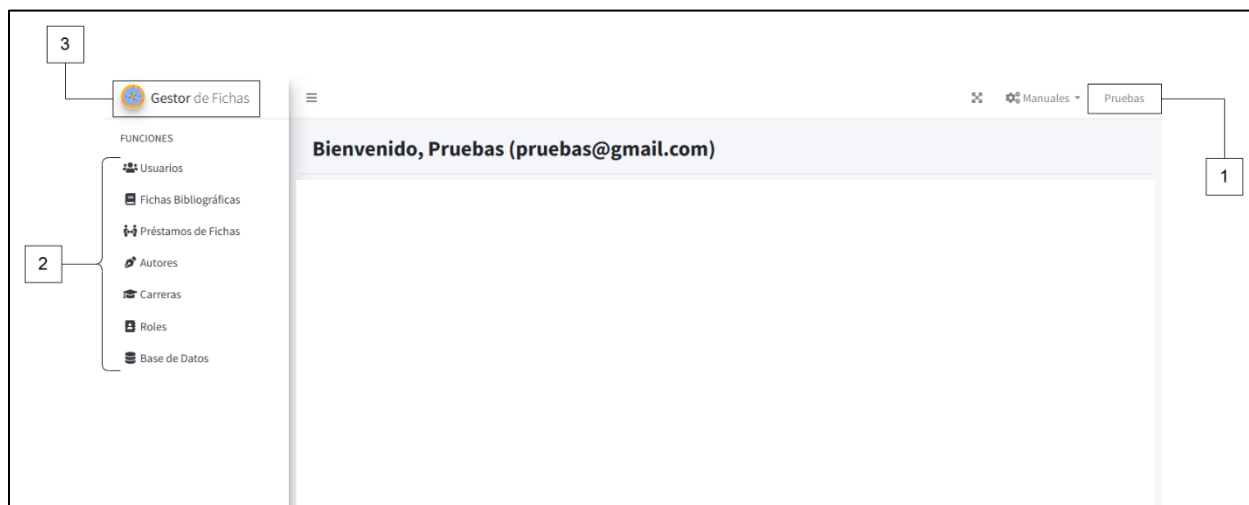 3
Gestor de Fichas
Manuales
Pruebas
FUNCIONES
Bienvenido, Pruebas (pruebas@gmail.com)
1
Usuarios
Fichas Bibliográficas
Préstamos de Fichas
2
Autores
Carreras
Roles
Base de Datos